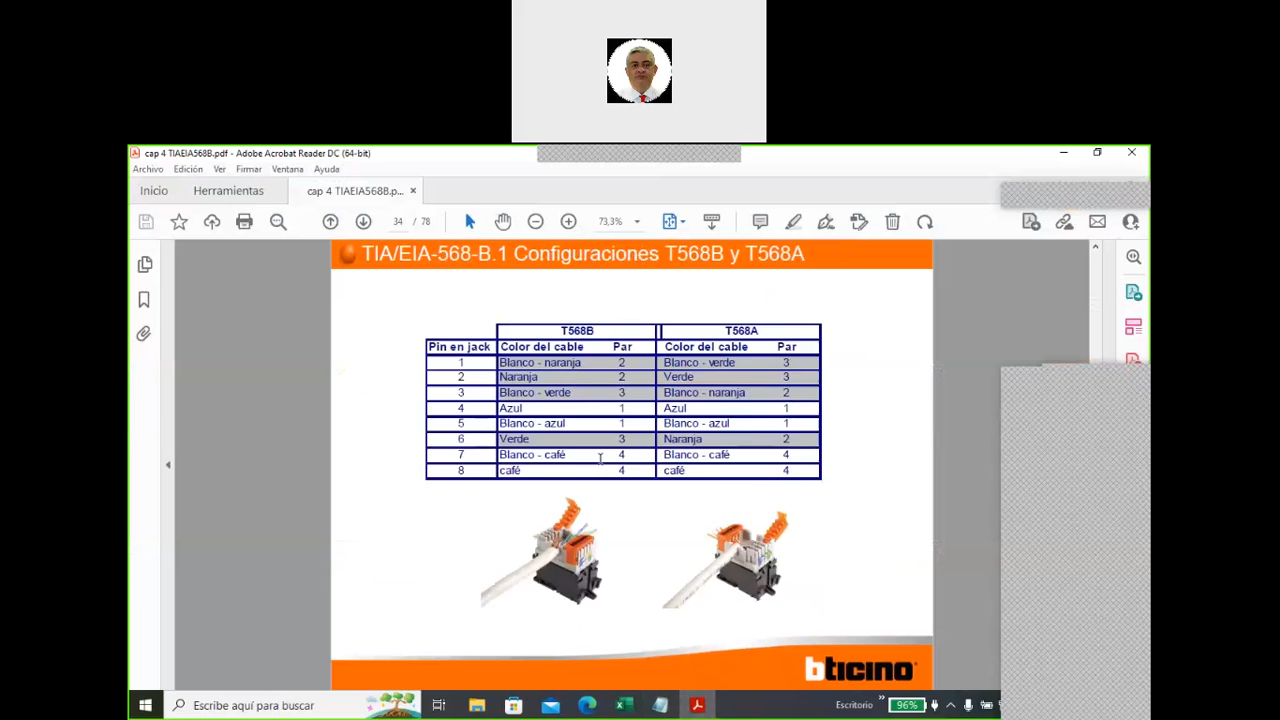 cap 4 TIAEIA568B.pdf - Adobe Acrobat Reader DC (64-bit)
Archivo Edición Ver Firmar Ventana Ayuda
Inicio Herramientas cap 4 TIAEIA568B.p... ×
34 / 78 73,3%
TIA/EIA-568-B.1 Configuraciones T568B y T568A
T568B T568A
Pin en jack Color del cable Par Color del cable Par
1 Blanco - naranja 2 Blanco - verde 3
2 Naranja 2 Verde 3
3 Blanco - verde 3 Blanco - naranja 2
4 Azul 1 Azul 1
5 Blanco - azul 1 Blanco - azul 1
6 Verde 3 Naranja 2
7 Blanco - café 4 Blanco - café 4
8 café 4 café 4
bticino
Escribe aquí para buscar Escritorio » 96%